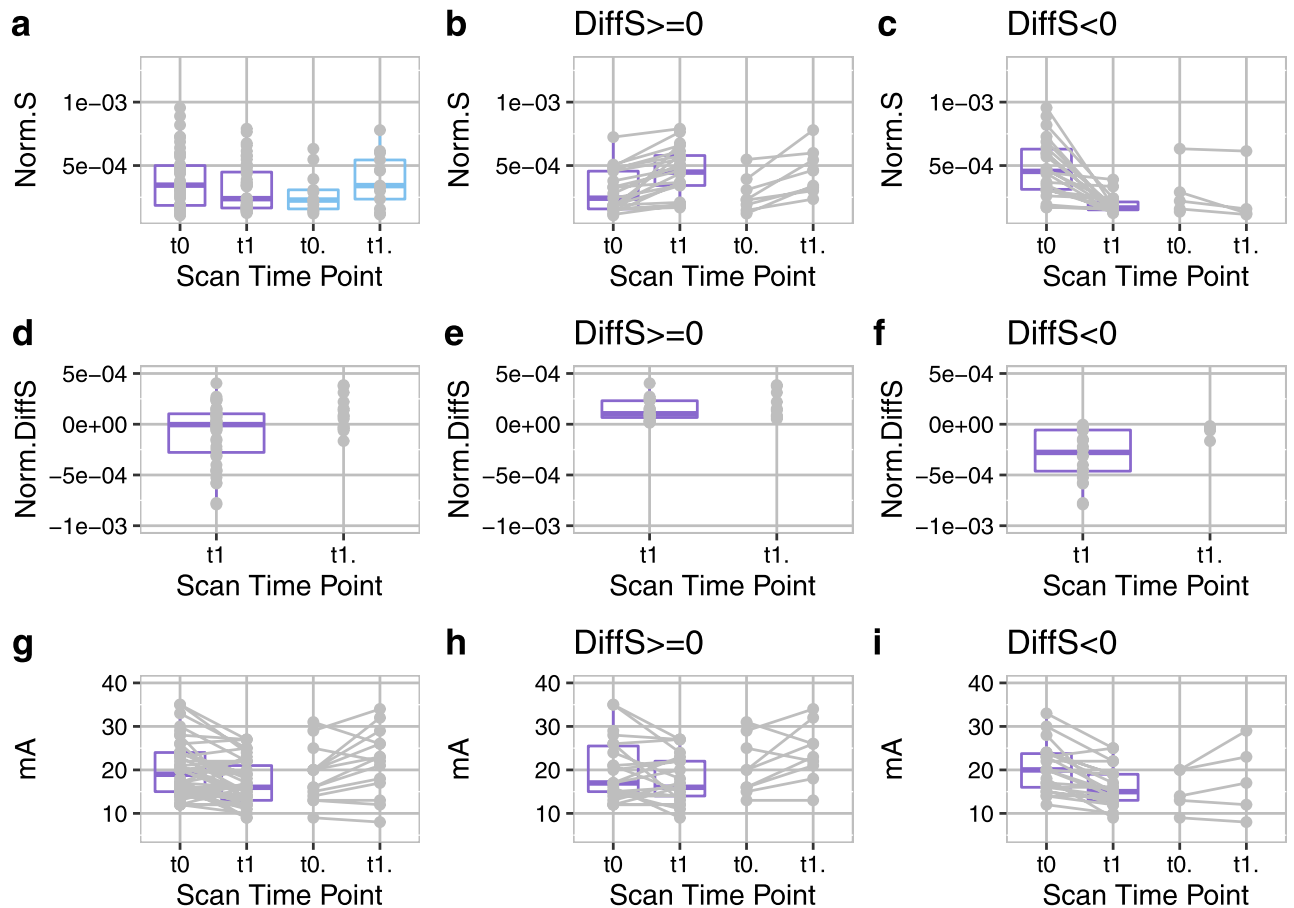 a
Norm.S
1e−03
5e−04
t0 t1 t0. t1.
Scan Time Point
b DiffS>=0
Norm.S
1e−03
5e−04
t0 t1 t0. t1.
Scan Time Point
c DiffS<0
Norm.S
1e−03
5e−04
t0 t1 t0. t1.
Scan Time Point
d
Norm.DiffS
5e−04
0e+00
−5e−04
−1e−03
t1 t1.
Scan Time Point
e DiffS>=0
Norm.DiffS
5e−04
0e+00
−5e−04
−1e−03
t1 t1.
Scan Time Point
f DiffS<0
Norm.DiffS
5e−04
0e+00
−5e−04
−1e−03
t1 t1.
Scan Time Point
g
mA
40
30
20
10
t0 t1 t0. t1.
Scan Time Point
h DiffS>=0
mA
40
30
20
10
t0 t1 t0. t1.
Scan Time Point
i DiffS<0
mA
40
30
20
10
t0 t1 t0. t1.
Scan Time Point